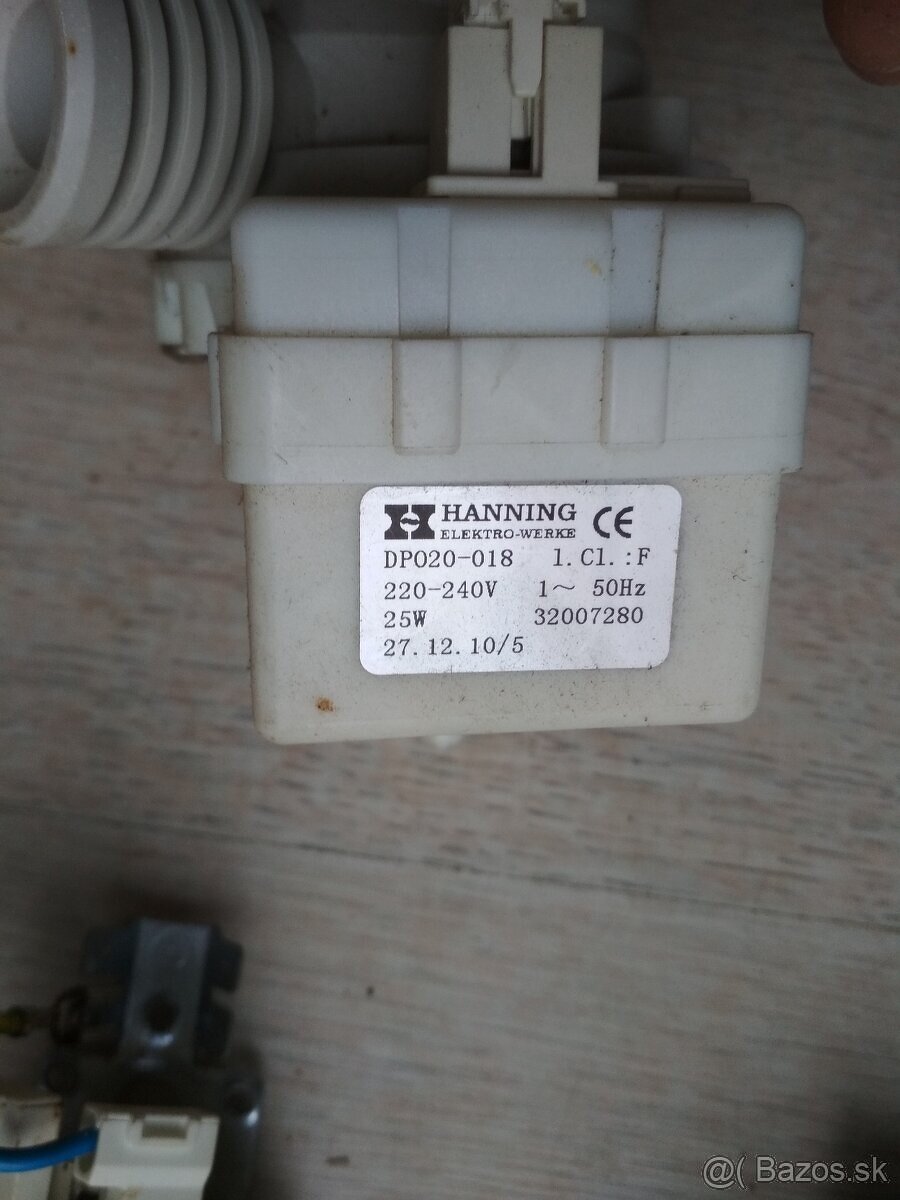 HANNING CE
ELEKTRO-WERKE
DPO20-018 1.Cl.:F
220-240V 1~ 50Hz
25W 32007280
27.12.10/5
@( Bazos.sk